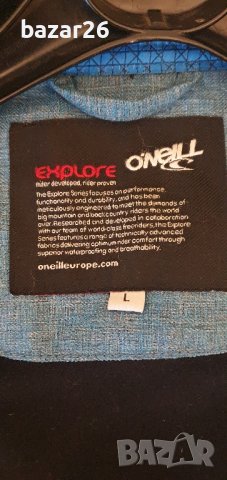 bazar26
EXPLORE O'NEILL
rider developed, rider proven
The Explore Series focuses on performance,
functionality and durability, and has been
meticulously engineered to meet the demands of
big mountain and backcountry riders the world
over. Researched and developed in collaboration
with our team of world-class freeriders, the Explore
Series features a range of technically advanced
fabrics delivering optimum rider comfort through
superior waterproofing and breathability.
oneilleurope.com
L
BAZAR.BG